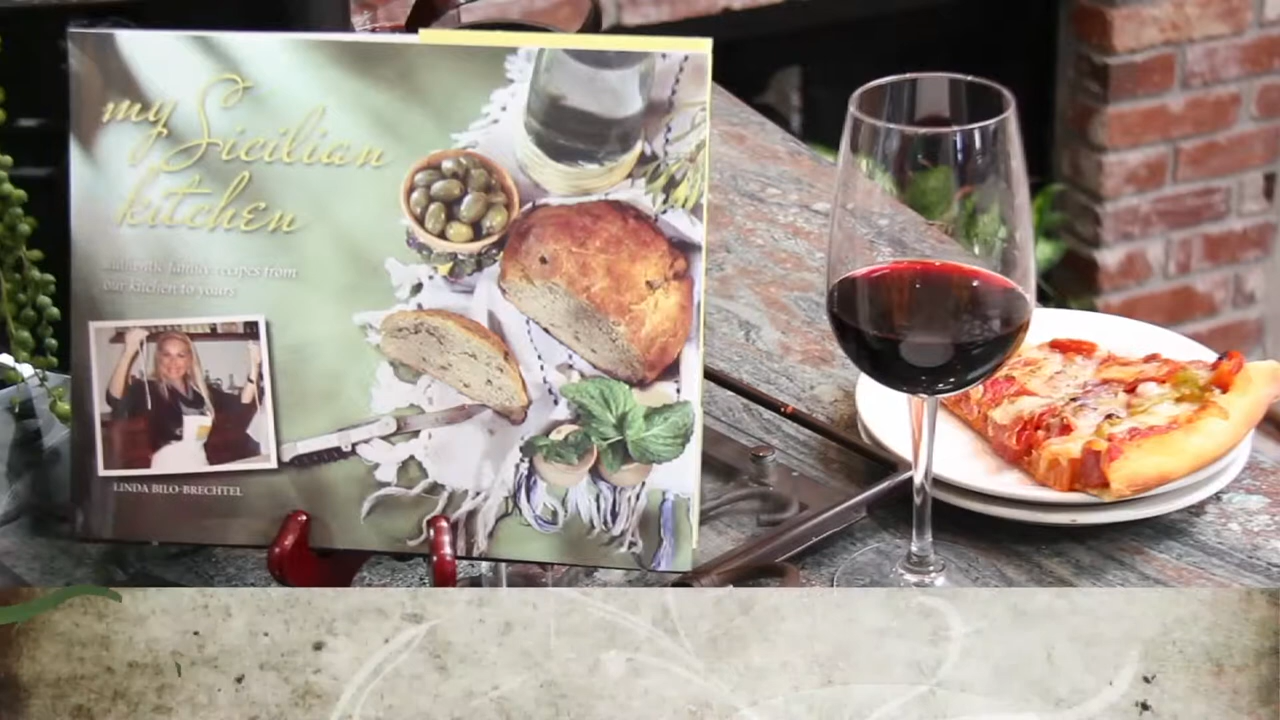 my Sicilian
kitchen
authentic family recipes from
our kitchen to yours
LINDA BILO-BRECHTEL